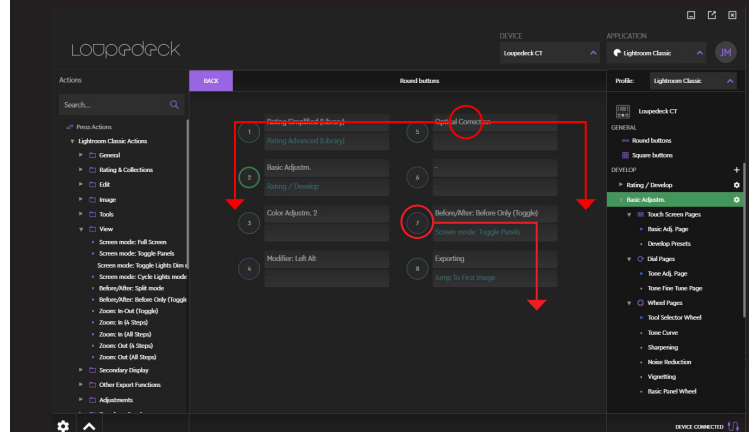 DEVICE
APPLICATION
Loupedeck
Loupedeck CT
Lightroom Classic
JM
Actions
BACK
Round buttons
Profile:
Lightroom Classic
Search...
Press Actions
Lightroom Classic Actions
General
Rating & Collections
Edit
Image
Tools
View
Screen mode: Full Screen
Screen mode: Toggle Panels
Screen mode: Toggle Lights Dim
Screen mode: Cycle Lights mode
Before/After: Split mode
Before/After: Before Only (Toggle
Zoom: In-Out (Toggle)
Zoom: In (4 Steps)
Zoom: In (All Steps)
Zoom: Out (4 Steps)
Zoom: Out (All Steps)
Secondary Display
Other Export Functions
Adjustments
1
Rating Simplified (Library)
Rating Advanced (Library)
2
Basic Adjustm.
Rating / Develop
3
Color Adjustm. 2
-
4
Modifier: Left Alt
-
5
Optical Correction
-
6
-
-
7
Before/After: Before Only (Toggle)
Screen mode: Toggle Panels
8
Exporting
Jump To First Image
Loupedeck CT
GENERAL
Round buttons
Square buttons
DEVELOP
+
Rating / Develop
Basic Adjustm.
Touch Screen Pages
Basic Adj. Page
Develop Presets
Dial Pages
Tone Adj. Page
Tone Fine Tune Page
Wheel Pages
Tool Selector Wheel
Tone Curve
Sharpening
Noise Reduction
Vignetting
Basic Panel Wheel
DEVICE CONNECTED